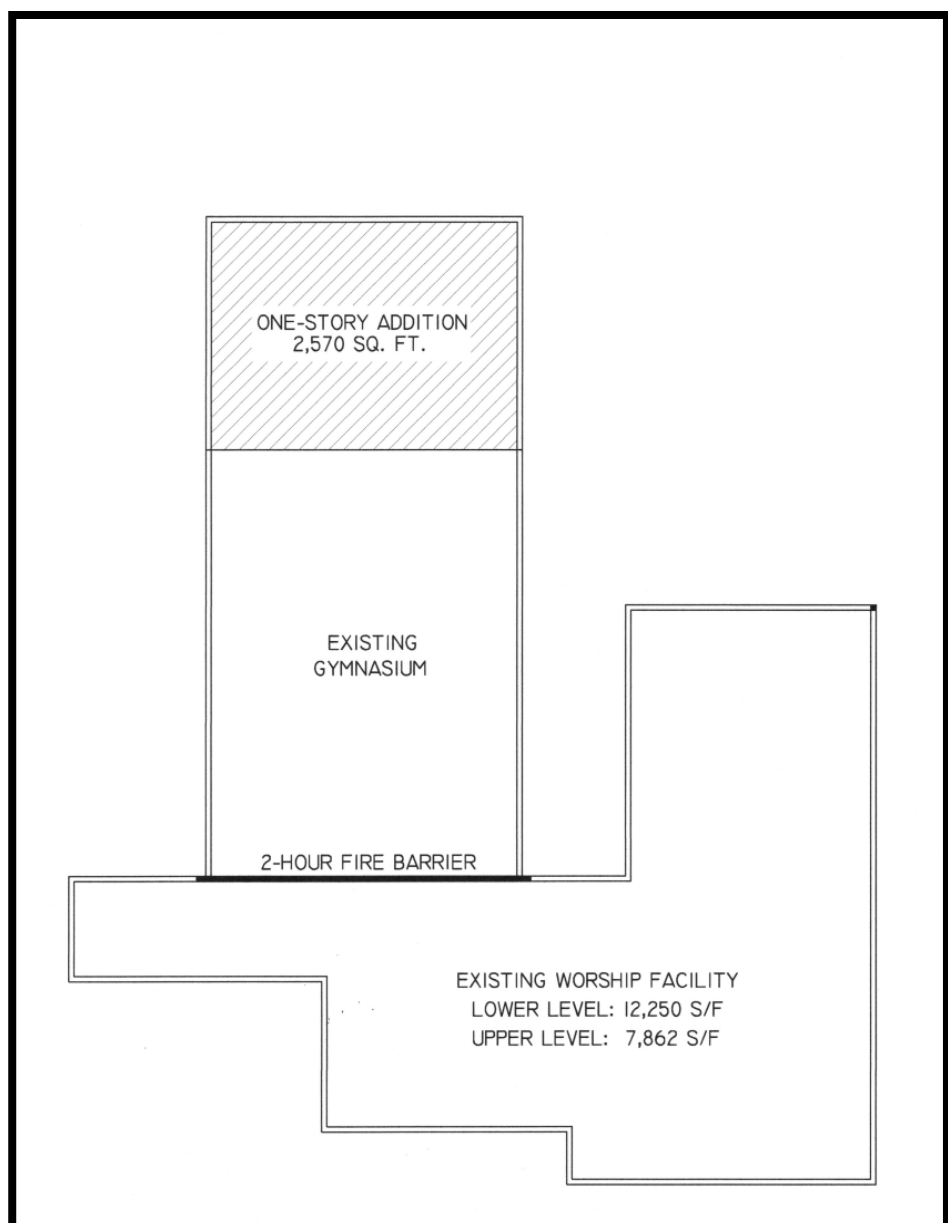 ONE-STORY ADDITION
2,570 SQ. FT.
EXISTING
GYMNASIUM
2-HOUR FIRE BARRIER
EXISTING WORSHIP FACILITY
LOWER LEVEL: 12,250 S/F
UPPER LEVEL: 7,862 S/F